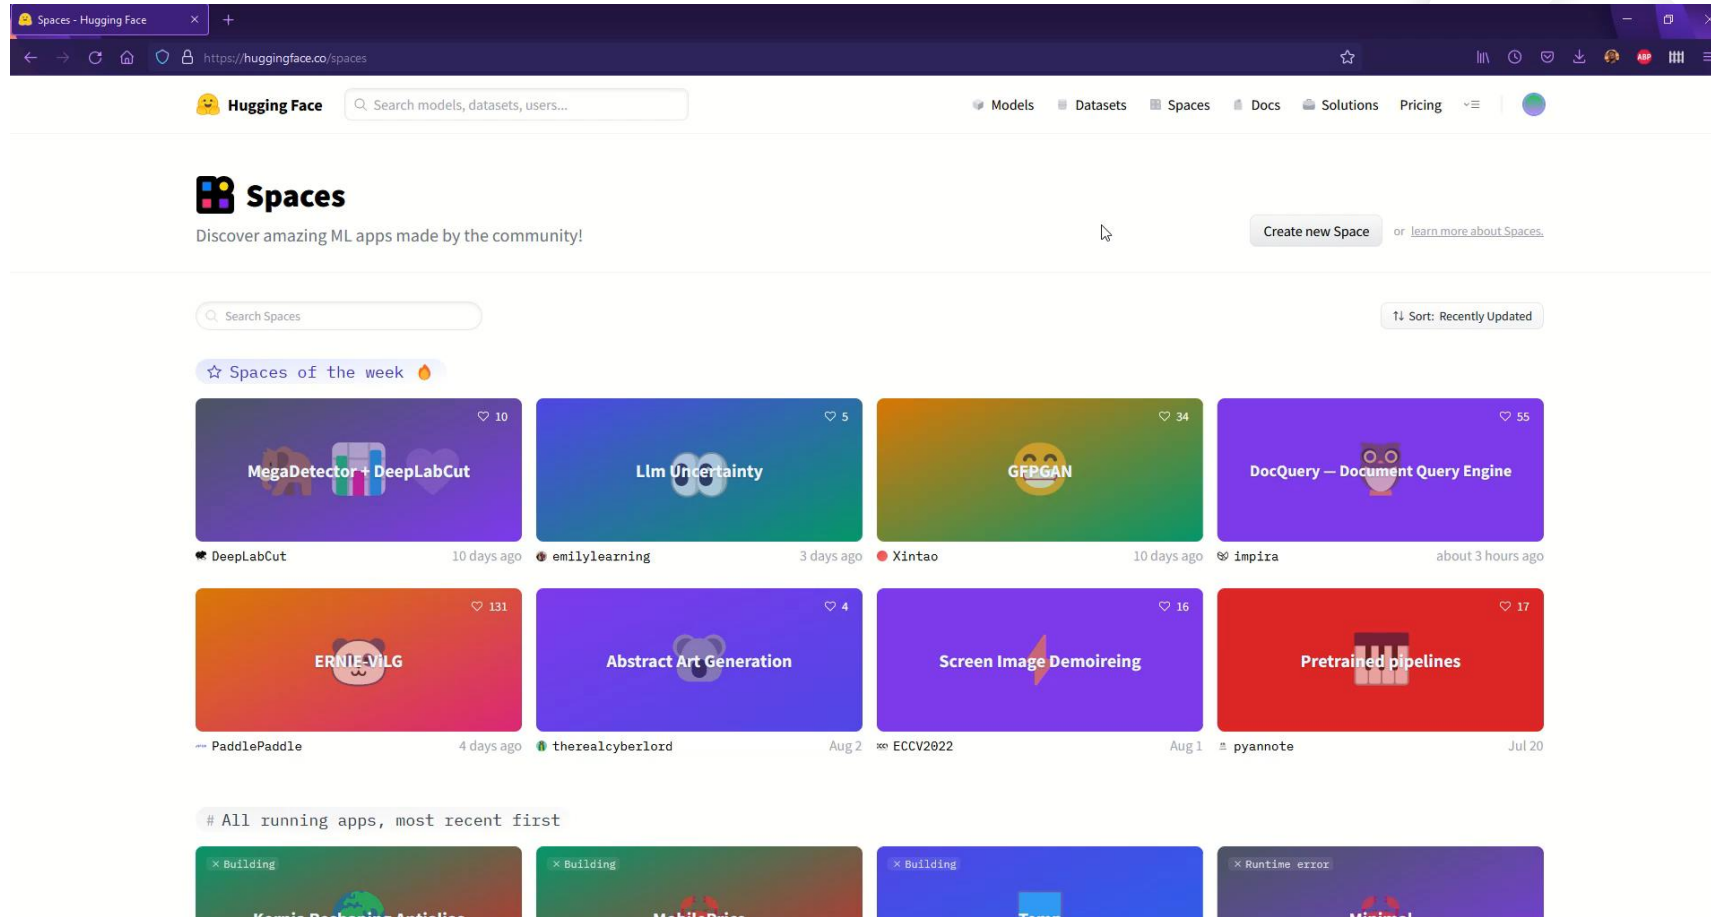 Spaces - Hugging Face
https://huggingface.co/spaces
ABP
Hugging Face
Search models, datasets, users...
Models
Datasets
Spaces
Docs
Solutions
Pricing
Spaces
Discover amazing ML apps made by the community!
Create new Space
or learn more about Spaces.
Search Spaces
Sort: Recently Updated
Spaces of the week
10
MegaDetector + DeepLabCut
DeepLabCut
10 days ago
5
Llm Uncertainty
emilylearning
3 days ago
34
GFPGAN
Xintao
10 days ago
55
DocQuery — Document Query Engine
impira
about 3 hours ago
131
ERNIE-ViLG
PaddlePaddle
4 days ago
4
Abstract Art Generation
therealcyberlord
Aug 2
16
Screen Image Demoireing
ECCV2022
Aug 1
17
Pretrained pipelines
pyannote
Jul 20
# All running apps, most recent first
× Building
× Building
× Building
× Runtime error